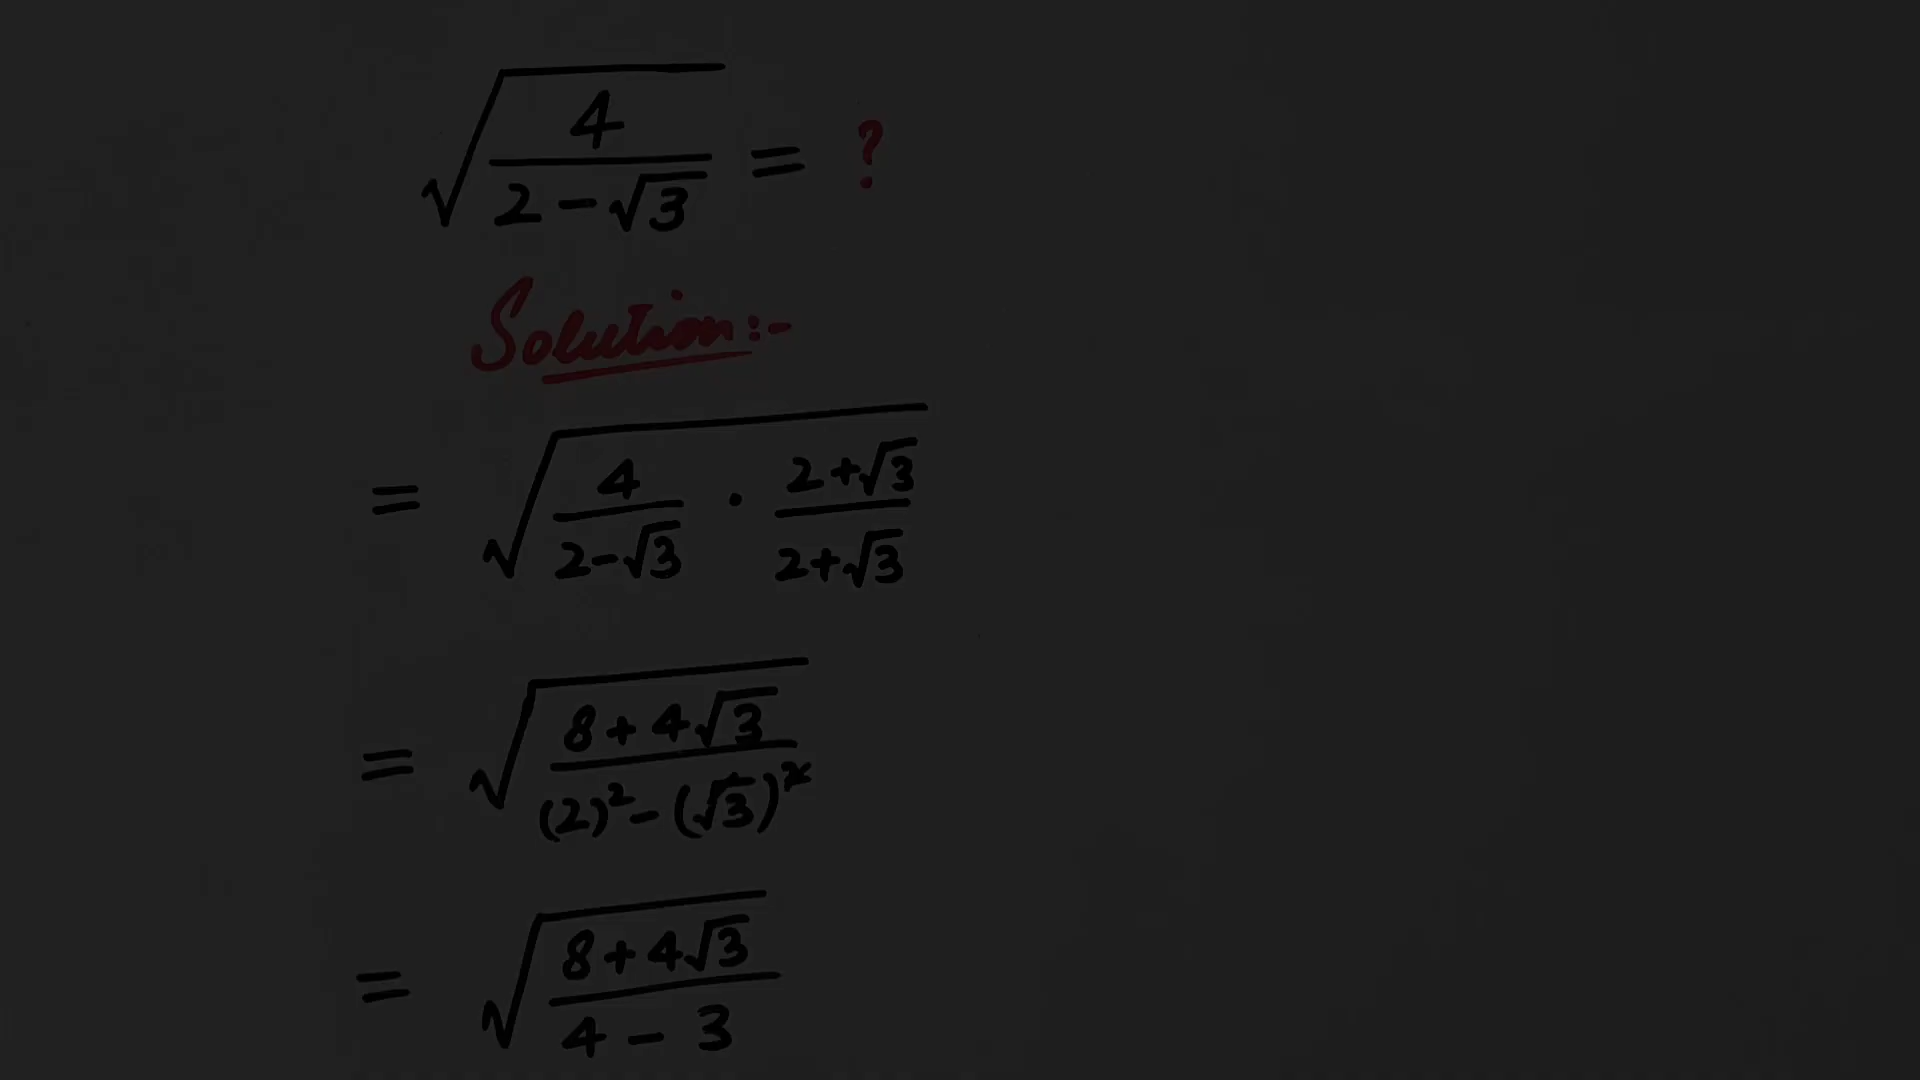 √(4/(2-√3)) = ?
Solution:-
= √(4/(2-√3) · (2+√3)/(2+√3))
= √((8+4√3)/((2)²-(√3)²))
= √((8+4√3)/(4-3))